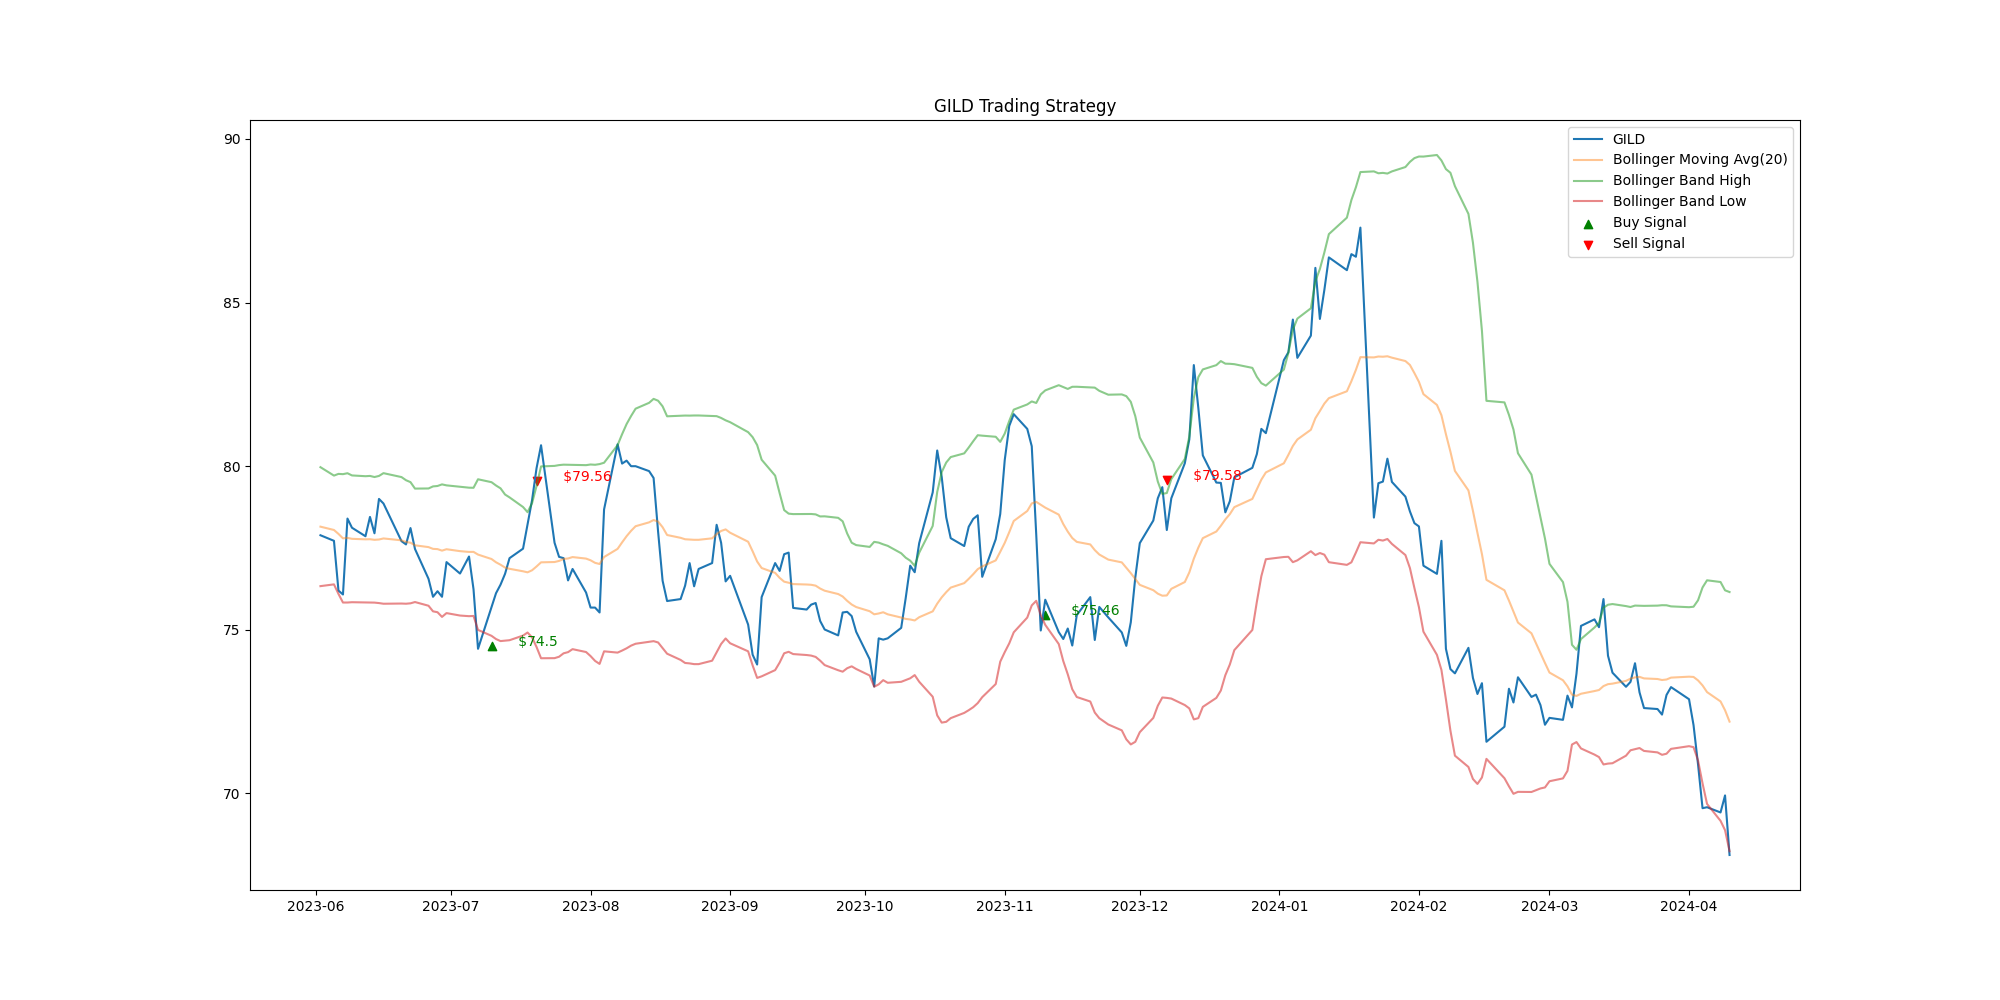 GILD Trading Strategy
90
85
80
75
70
GILD
Bollinger Moving Avg(20)
Bollinger Band High
Bollinger Band Low
Buy Signal
Sell Signal
$79.56
$79.58
$75.46
$74.5
2023-06 2023-07 2023-08 2023-09 2023-10 2023-11 2023-12 2024-01 2024-02 2024-03 2024-04